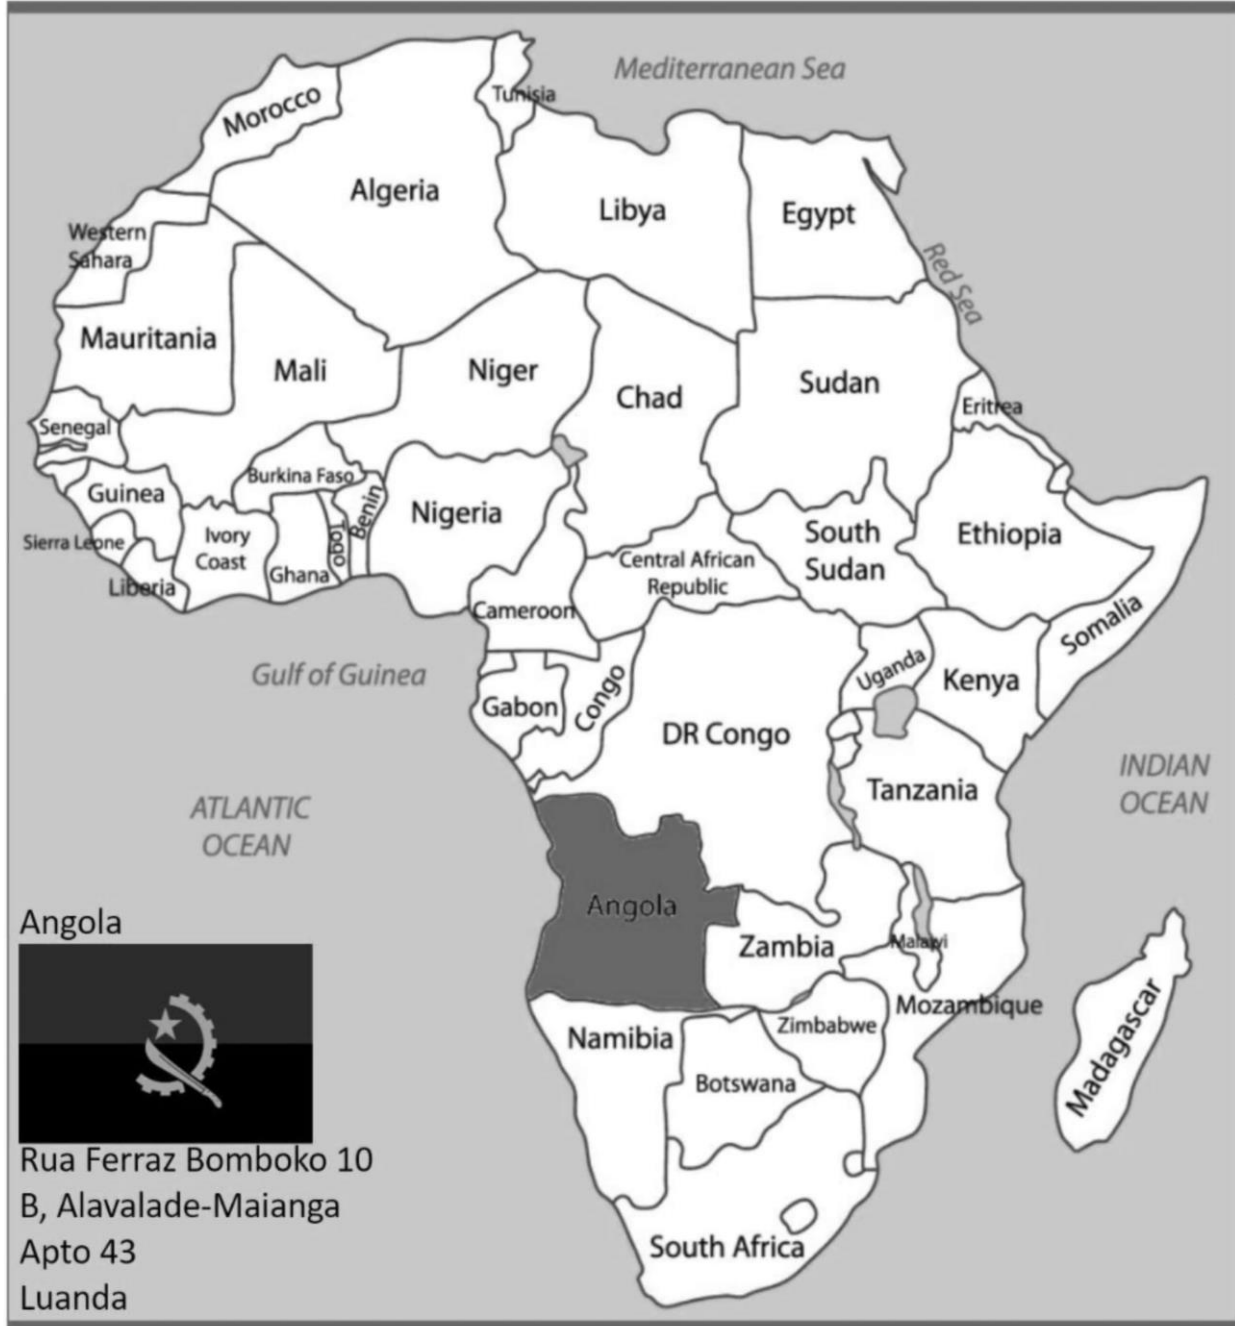 Mediterranean Sea
Tunisia
Morocco
Algeria
Libya
Egypt
Western
Sahara
Red Sea
Mauritania
Mali
Niger
Chad
Sudan
Eritrea
Senegal
Burkina Faso
Guinea
Benin
Nigeria
Togo
Ivory
Coast
Ghana
Sierra Leone
Liberia
South
Sudan
Ethiopia
Central African
Republic
Cameroon
Somalia
Gulf of Guinea
Uganda
Kenya
Gabon
Congo
DR Congo
INDIAN
OCEAN
Tanzania
ATLANTIC
OCEAN
Angola
Zambia
Malawi
Mozambique
Zimbabwe
Namibia
Botswana
Madagascar
South Africa
Angola
Rua Ferraz Bomboko 10
B, Alavalade-Maianga
Apto 43
Luanda